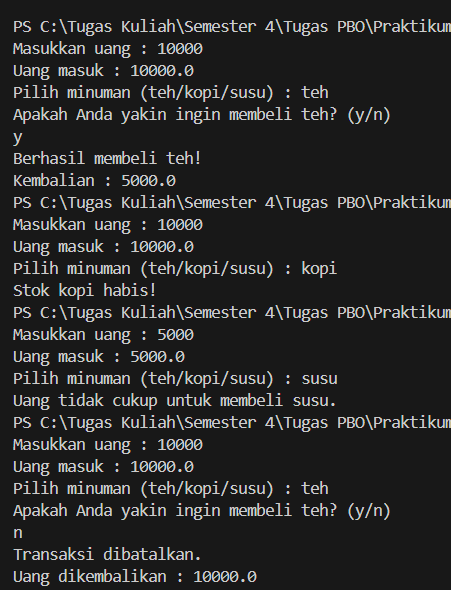 PS C:\Tugas Kuliah\Semester 4\Tugas PBO\Praktikum
Masukkan uang : 10000
Uang masuk : 10000.0
Pilih minuman (teh/kopi/susu) : teh
Apakah Anda yakin ingin membeli teh? (y/n)
y
Berhasil membeli teh!
Kembalian : 5000.0
PS C:\Tugas Kuliah\Semester 4\Tugas PBO\Praktikum
Masukkan uang : 10000
Uang masuk : 10000.0
Pilih minuman (teh/kopi/susu) : kopi
Stok kopi habis!
PS C:\Tugas Kuliah\Semester 4\Tugas PBO\Praktikum
Masukkan uang : 5000
Uang masuk : 5000.0
Pilih minuman (teh/kopi/susu) : susu
Uang tidak cukup untuk membeli susu.
PS C:\Tugas Kuliah\Semester 4\Tugas PBO\Praktikum
Masukkan uang : 10000
Uang masuk : 10000.0
Pilih minuman (teh/kopi/susu) : teh
Apakah Anda yakin ingin membeli teh? (y/n)
n
Transaksi dibatalkan.
Uang dikembalikan : 10000.0